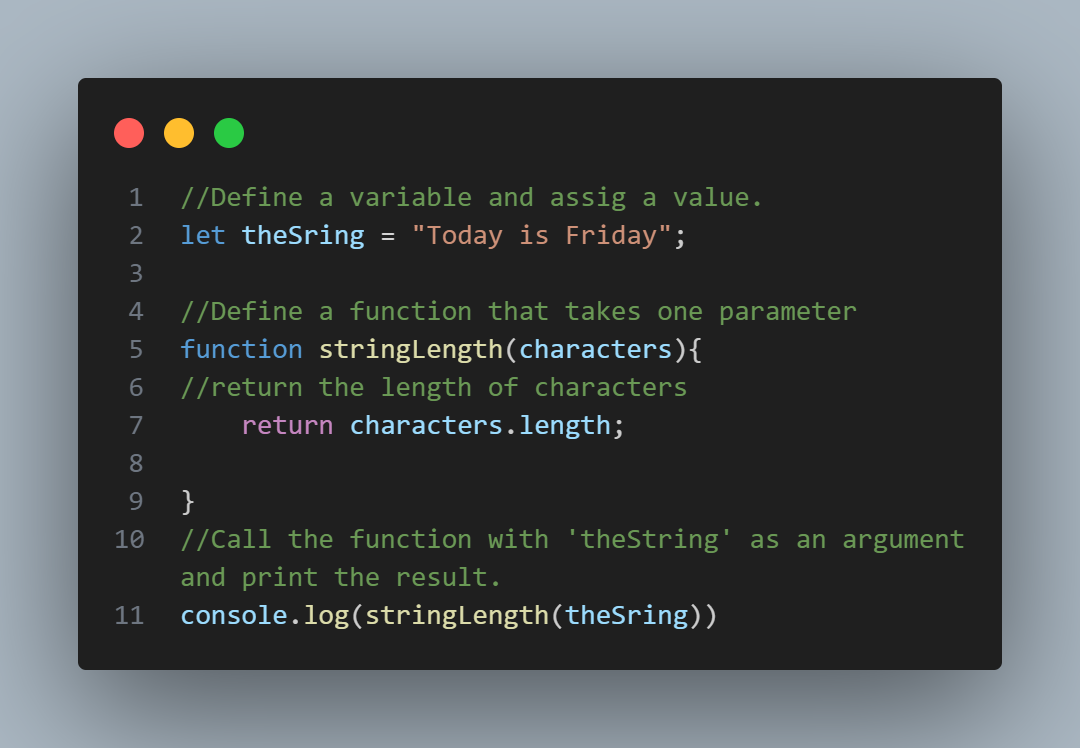 1 //Define a variable and assig a value.
2 let theSring = "Today is Friday";
3
4 //Define a function that takes one parameter
5 function stringLength(characters){
6 //return the length of characters
7     return characters.length;
8
9 }
10 //Call the function with 'theString' as an argument
and print the result.
11 console.log(stringLength(theSring))